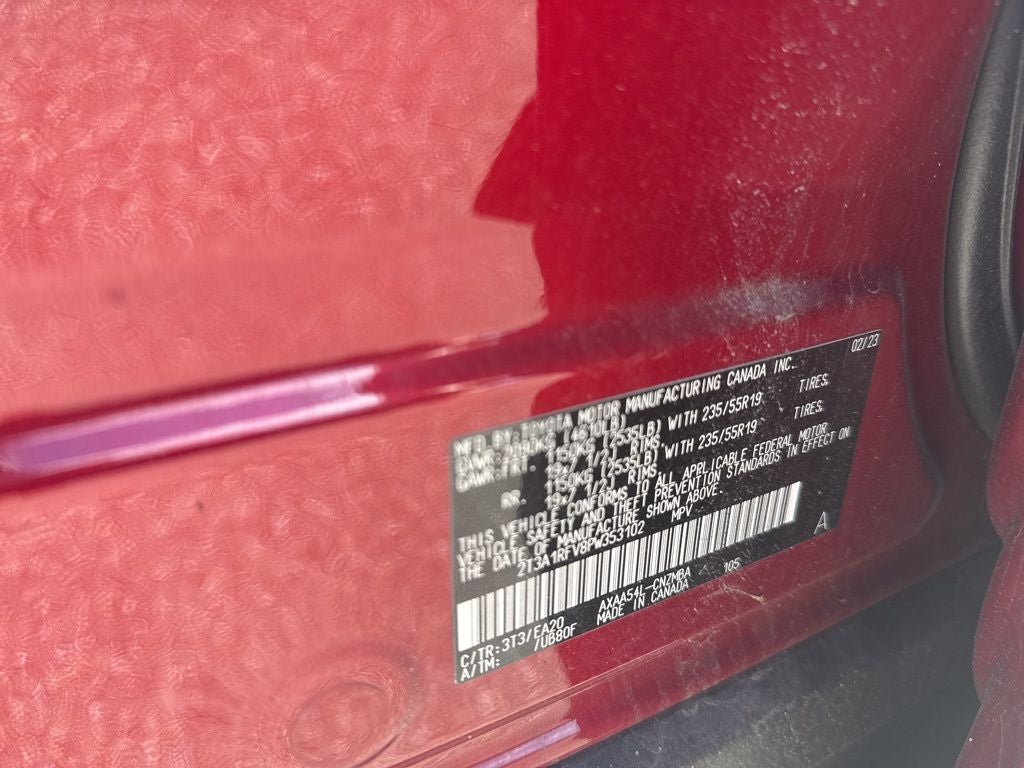 02/23
MFD. BY: TOYOTA MOTOR MANUFACTURING CANADA INC.
GVWR: 2090KG (4610LB)
GAWR: FRT. 1150KG (2535LB) WITH 235/55R19 TIRES,
19x7 1/2J RIMS,
RR. 1150KG (2535LB) WITH 235/55R19 TIRES,
19x7 1/2J RIMS.
THIS VEHICLE CONFORMS TO ALL APPLICABLE FEDERAL MOTOR
VEHICLE SAFETY AND THEFT PREVENTION STANDARDS IN EFFECT ON
THE DATE OF MANUFACTURE SHOWN ABOVE.
2T3A1RFV8PW353102 MPV
A
C/TR: 3T3/EA20 AXAA54L-CNZMBA 105
A/TM: /U680F MADE IN CANADA